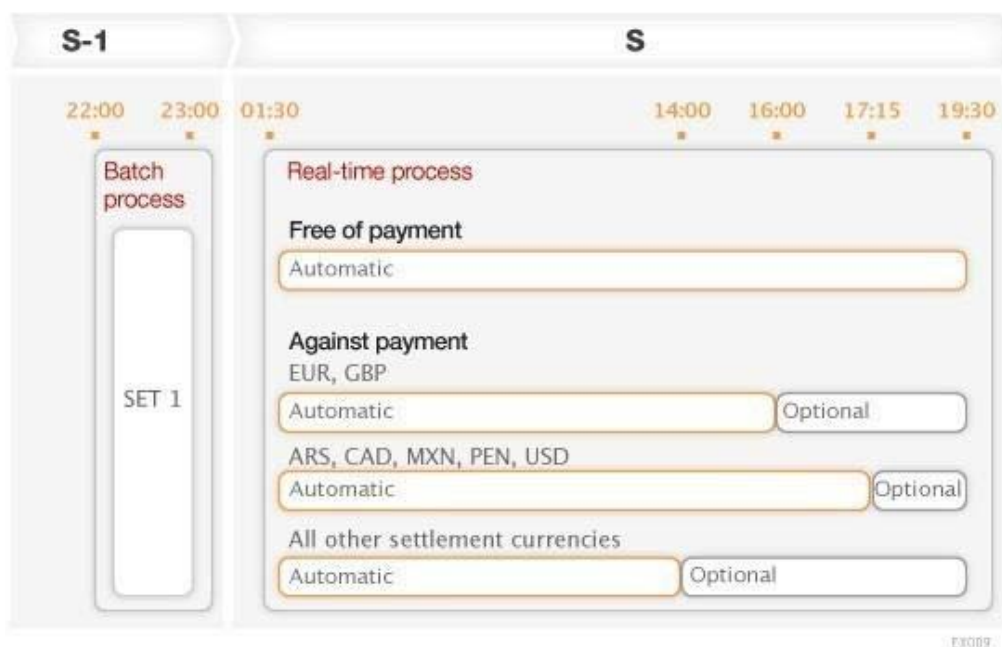 S-1
S
22:00 23:00 01:30 14:00 16:00 17:15 19:30
Batch
process
SET 1
Real-time process
Free of payment
Automatic
Against payment
EUR, GBP
Automatic Optional
ARS, CAD, MXN, PEN, USD
Automatic Optional
All other settlement currencies
Automatic Optional